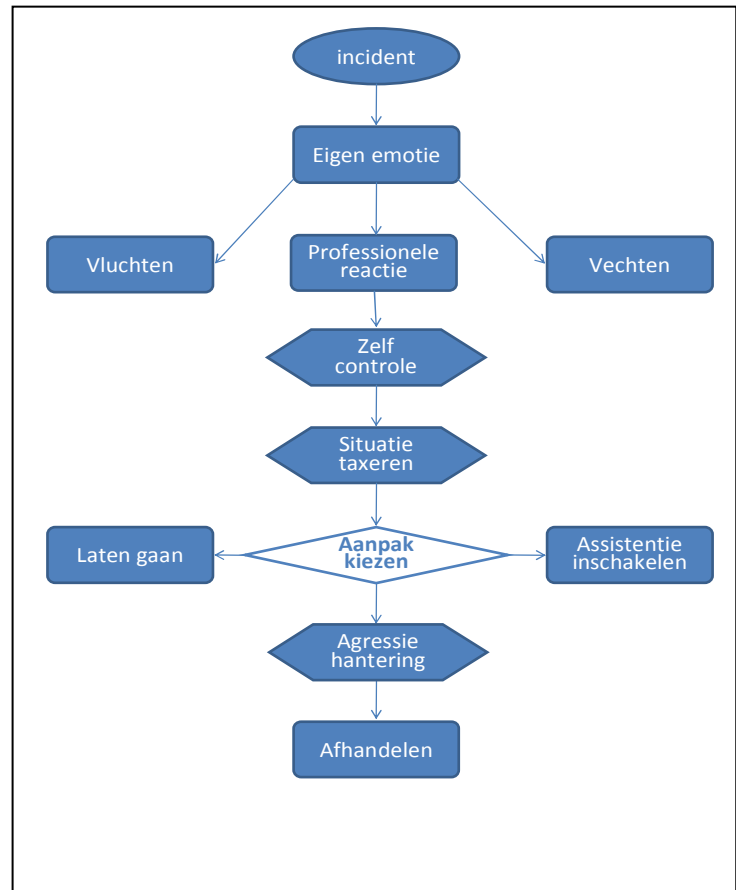 incident
Eigen emotie
Vluchten
Professionele
reactie
Vechten
Zelf
controle
Situatie
taxeren
Laten gaan
Aanpak
kiezen
Assistentie
inschakelen
Agressie
hantering
Afhandelen